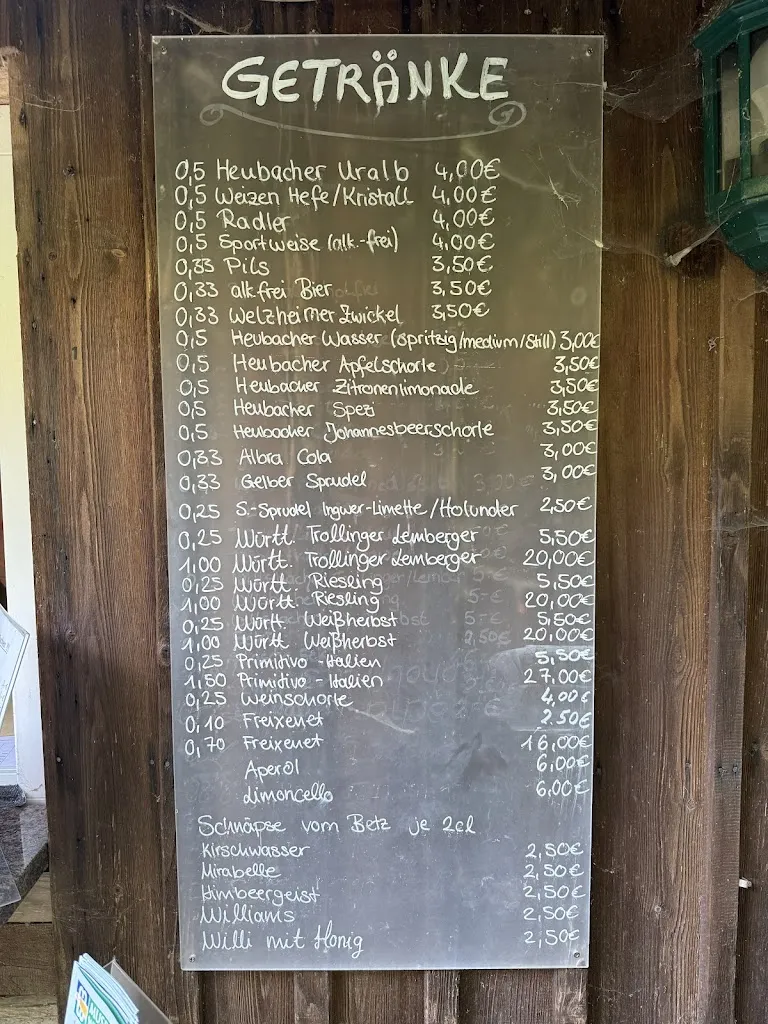 GETRÄNKE
0,5 Heubacher Uralb 4,00€
0,5 Weizen Hefe/Kristall 4,00€
0,5 Radler 4,00€
0,5 Sportweise (alk.-frei) 4,00€
0,33 Pils 3,50€
0,33 alkfrei Bier 3,50€
0,33 Welzheimer Zwickel 3,50€
0,5 Heubacher Wasser (spritzig/medium/still) 3,00€
0,5 Heubacher Apfelschorle 3,50€
0,5 Heubacher Zitronenlimonade 3,50€
0,5 Heubacher Spezi 3,50€
0,5 Heubacher Johannesbeerschorle 3,50€
0,33 Albra Cola 3,00€
0,33 Gelber Sprudel 3,00€
0,25 S.-Sprudel Ingwer-Limette/Holunder 2,50€
0,25 Württ. Trollinger Lemberger 5,50€
1,00 Württ. Trollinger Lemberger 20,00€
0,25 Württ. Riesling 5,50€
1,00 Württ. Riesling 20,00€
0,25 Württ. Weißherbst 5,50€
1,00 Württ. Weißherbst 20,00€
0,25 Primitivo - Italien 5,50€
1,50 Primitivo - Italien 27,00€
0,25 Weinschorle 4,00€
0,10 Freixenet 2,50€
0,70 Freixenet 16,00€
Aperol 6,00€
Limoncello 6,00€
Schnäpse vom Betz je 2cl
Kirschwasser 2,50€
Mirabelle 2,50€
Himbeergeist 2,50€
Williams 2,50€
Willi mit Honig 2,50€